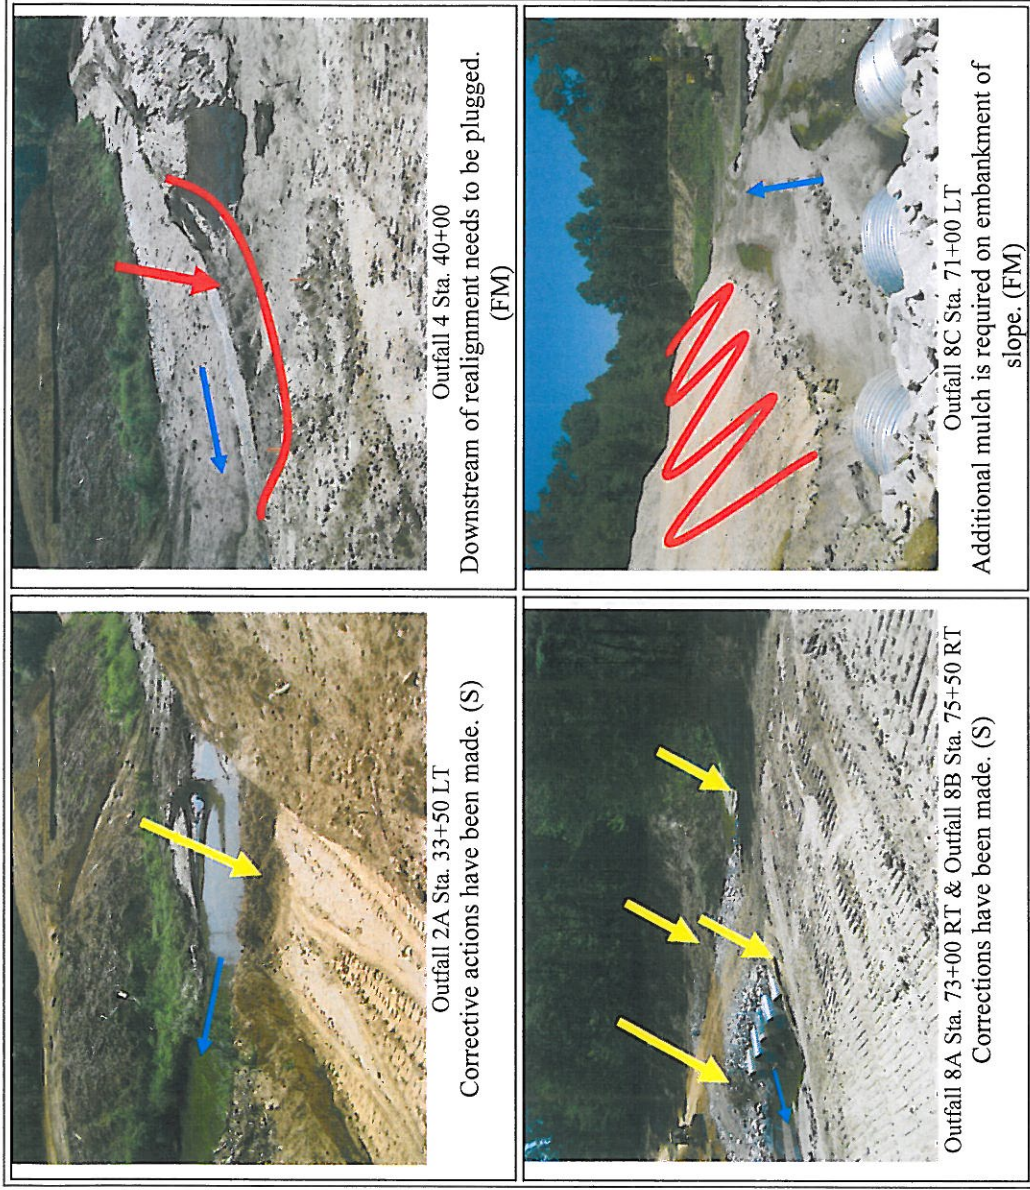 Outfall 2A Sta. 33+50 LT
Corrective actions have been made. (S)
Outfall 4 Sta. 40+00
Downstream of realignment needs to be plugged.
(FM)
Outfall 8A Sta. 73+00 RT & Outfall 8B Sta. 75+50 RT
Corrections have been made. (S)
Outfall 8C Sta. 71+00 LT
Additional mulch is required on embankment of
slope. (FM)